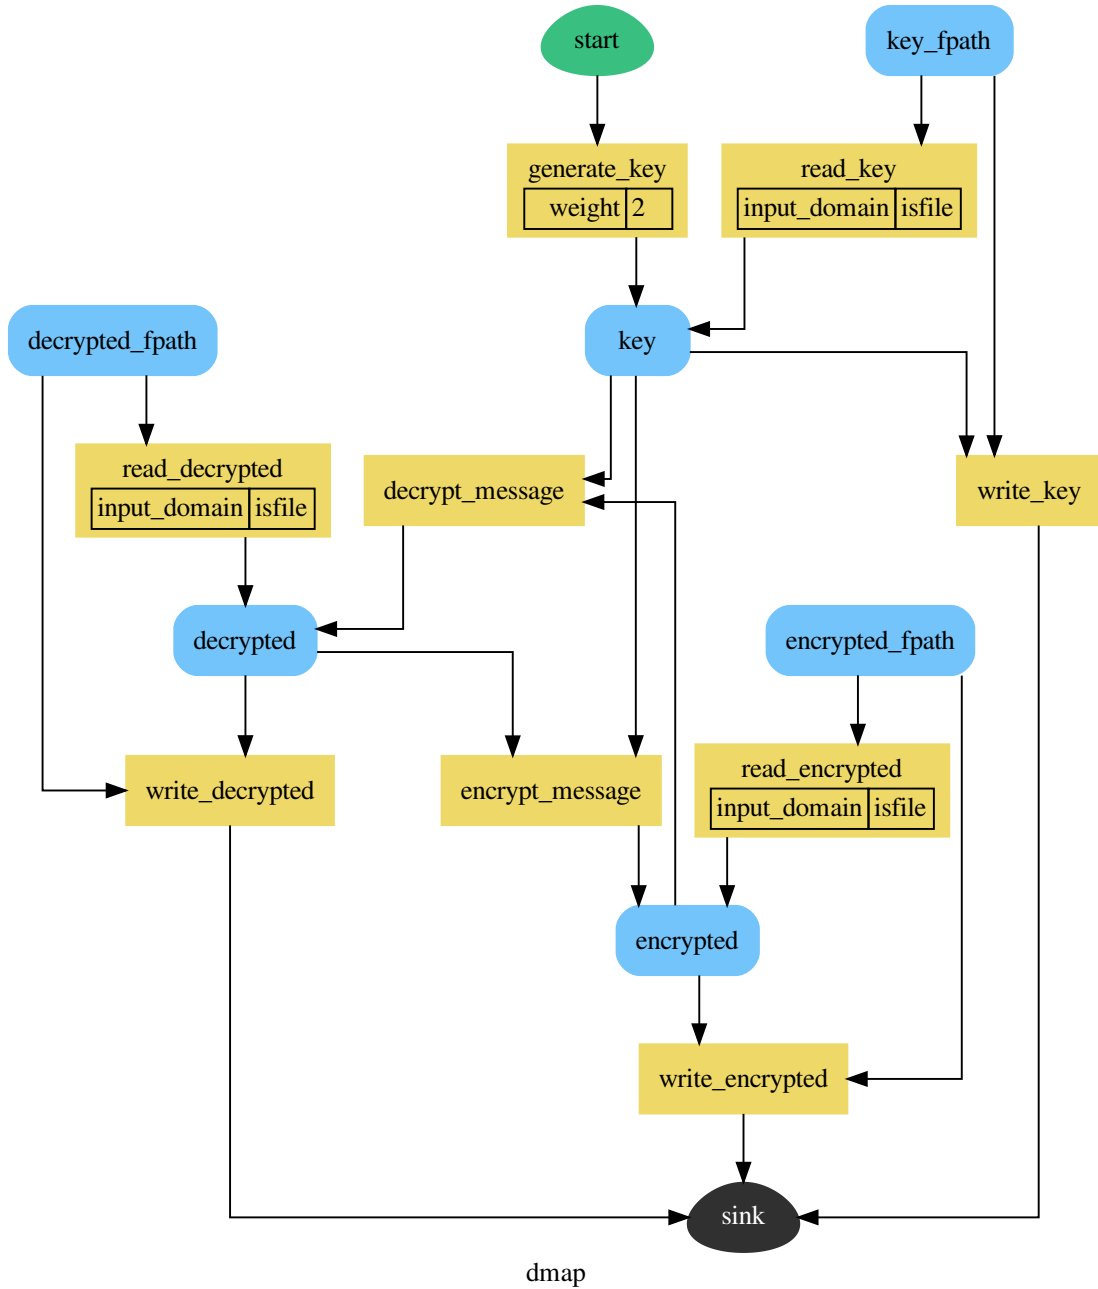 start
key_fpath
generate_key
weight 2
read_key
input_domain isfile
decrypted_fpath
key
read_decrypted
input_domain isfile
decrypt_message
write_key
decrypted
encrypted_fpath
write_decrypted
encrypt_message
read_encrypted
input_domain isfile
encrypted
write_encrypted
sink
dmap